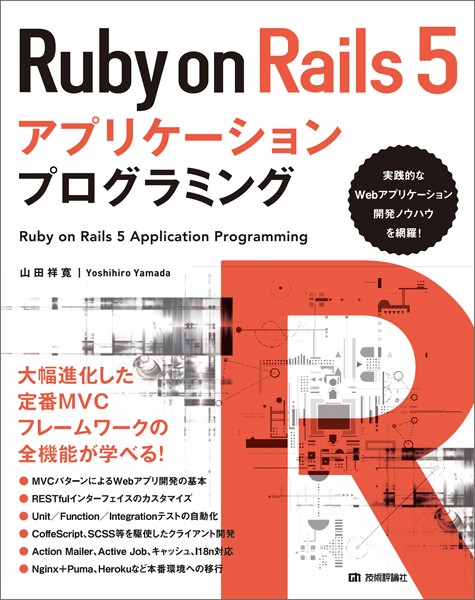 Ruby on Rails 5
アプリケーション
プログラミング
実践的な
Webアプリケーション
開発ノウハウ
を網羅!
Ruby on Rails 5 Application Programming
山田祥寛 | Yoshihiro Yamada
大幅進化した
定番MVC
フレームワークの
全機能が学べる!
● MVCパターンによるWebアプリ開発の基本
● RESTfulインターフェイスのカスタマイズ
● Unit/Function/Integrationテストの自動化
● CoffeScript、SCSS等を駆使したクライアント開発
● Action Mailer、Active Job、キャッシュ、I18n対応
● Nginx+Puma、Herokuなど本番環境への移行
技術評論社